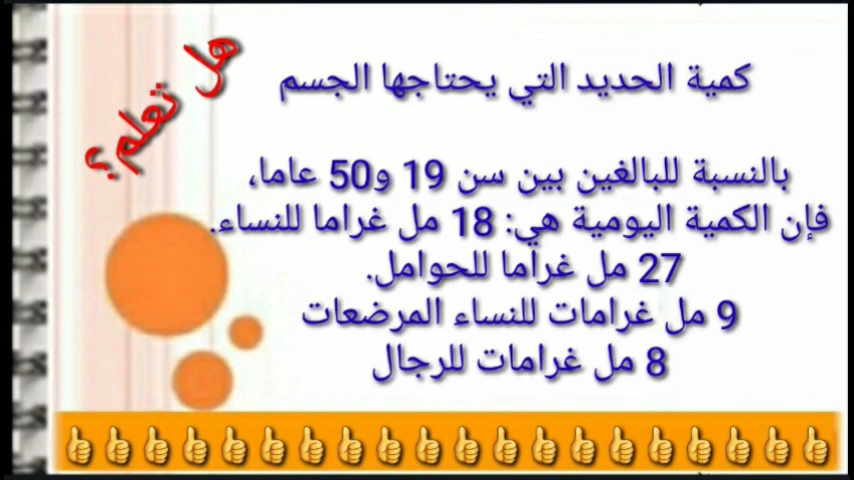 هل تعلم؟
كمية الحديد التي يحتاجها الجسم
بالنسبة للبالغين بين سن 19 و50 عاما،
فإن الكمية اليومية هي: 18 مل غراما للنساء.
27 مل غراما للحوامل.
9 مل غرامات للنساء المرضعات
8 مل غرامات للرجال